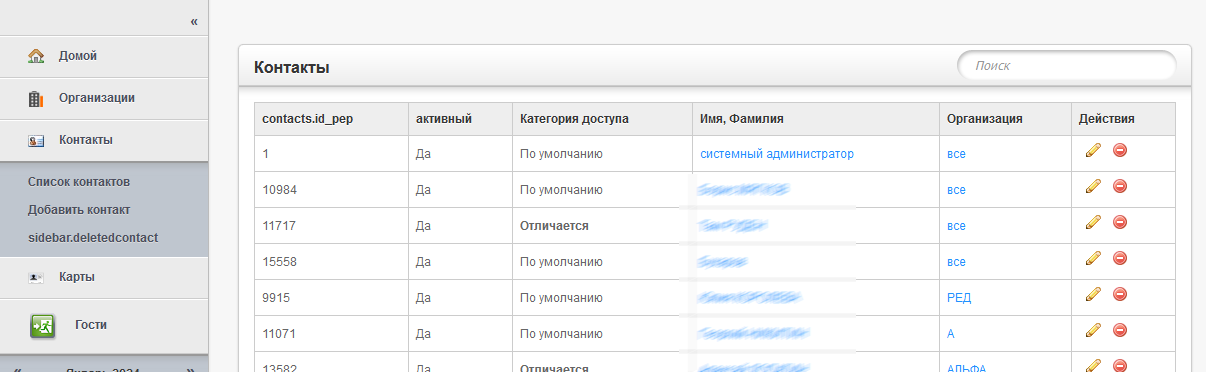 «
Домой
Организации
Контакты
Список контактов
Добавить контакт
sidebar.deletedcontact
Карты
Гости
« Январь 2024 »
Контакты Поиск
contacts.id_pep активный Категория доступа Имя, Фамилия Организация Действия
1 Да По умолчанию системный администратор все
10984 Да По умолчанию все
11717 Да Отличается все
15558 Да По умолчанию все
9915 Да По умолчанию РЕД
11071 Да По умолчанию А
13582 Да Отличается АЛЬФА